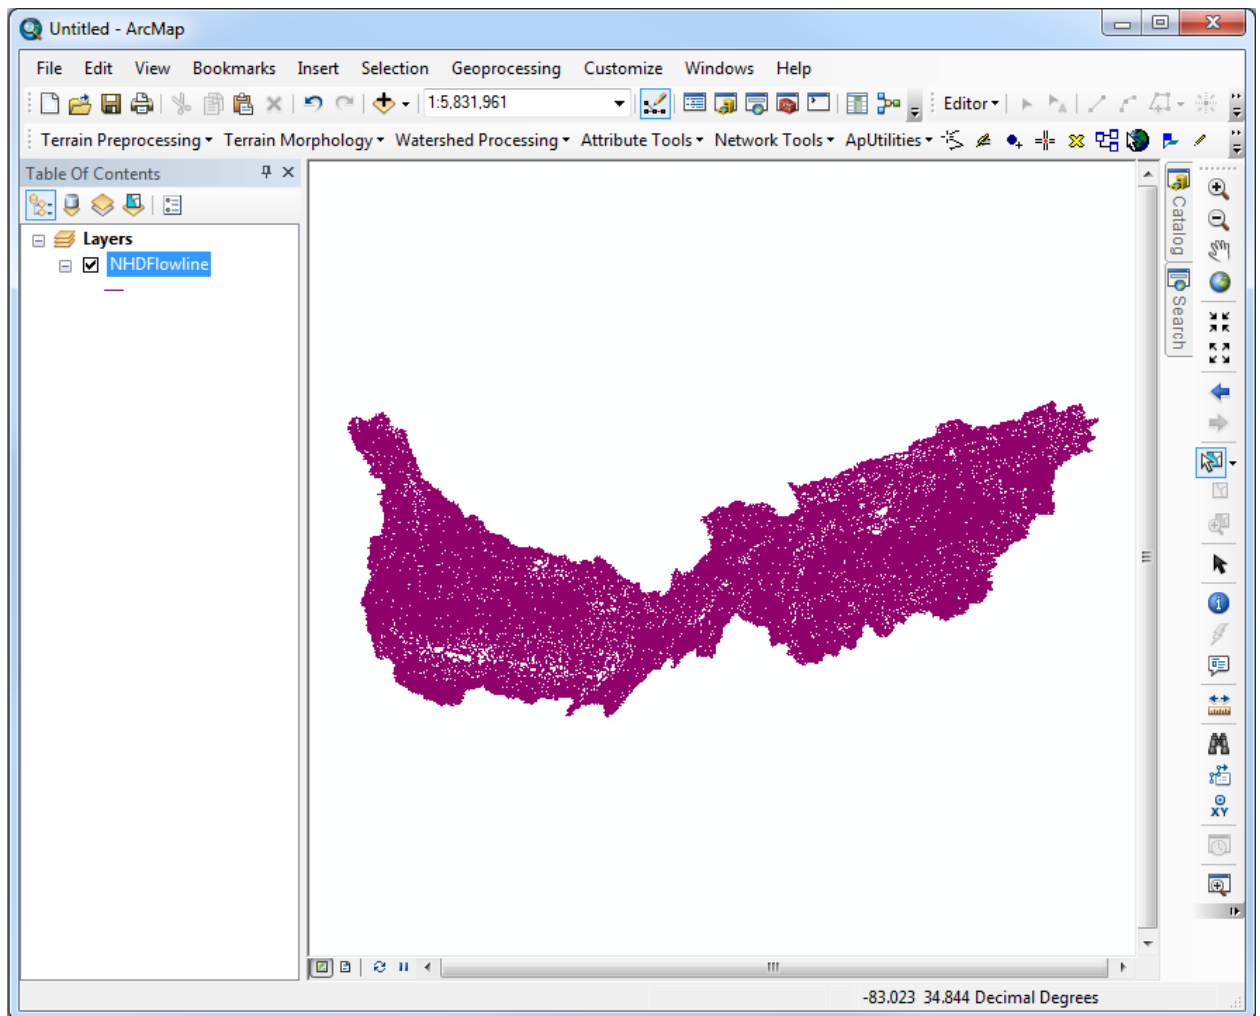 Untitled - ArcMap
File Edit View Bookmarks Insert Selection Geoprocessing Customize Windows Help
1:5,831,961 Editor
Terrain Preprocessing Terrain Morphology Watershed Processing Attribute Tools Network Tools ApUtilities
Table Of Contents
Layers
NHDFlowline
Catalog
Search
XY
-83.023 34.844 Decimal Degrees